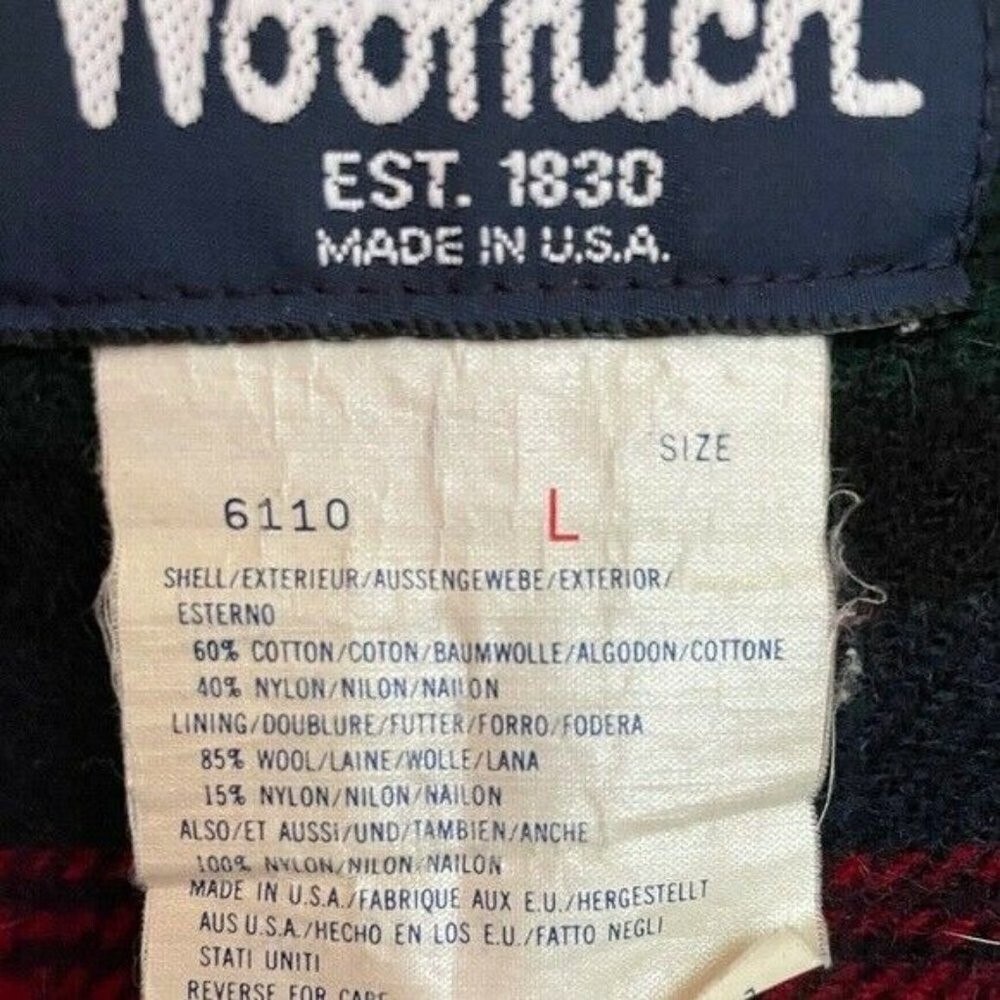 Woolrich
EST. 1830
MADE IN U.S.A.
SIZE
6110 L
SHELL/EXTERIEUR/AUSSENGEWEBE/EXTERIOR/
ESTERNO
60% COTTON/COTON/BAUMWOLLE/ALGODON/COTTONE
40% NYLON/NILON/NAILON
LINING/DOUBLURE/FUTTER/FORRO/FODERA
85% WOOL/LAINE/WOLLE/LANA
15% NYLON/NILON/NAILON
ALSO/ET AUSSI/UND/TAMBIEN/ANCHE
100% NYLON/NILON/NAILON
MADE IN U.S.A./FABRIQUE AUX E.U./HERGESTELLT
AUS U.S.A./HECHO EN LOS E.U./FATTO NEGLI
STATI UNITI
REVERSE FOR CARE